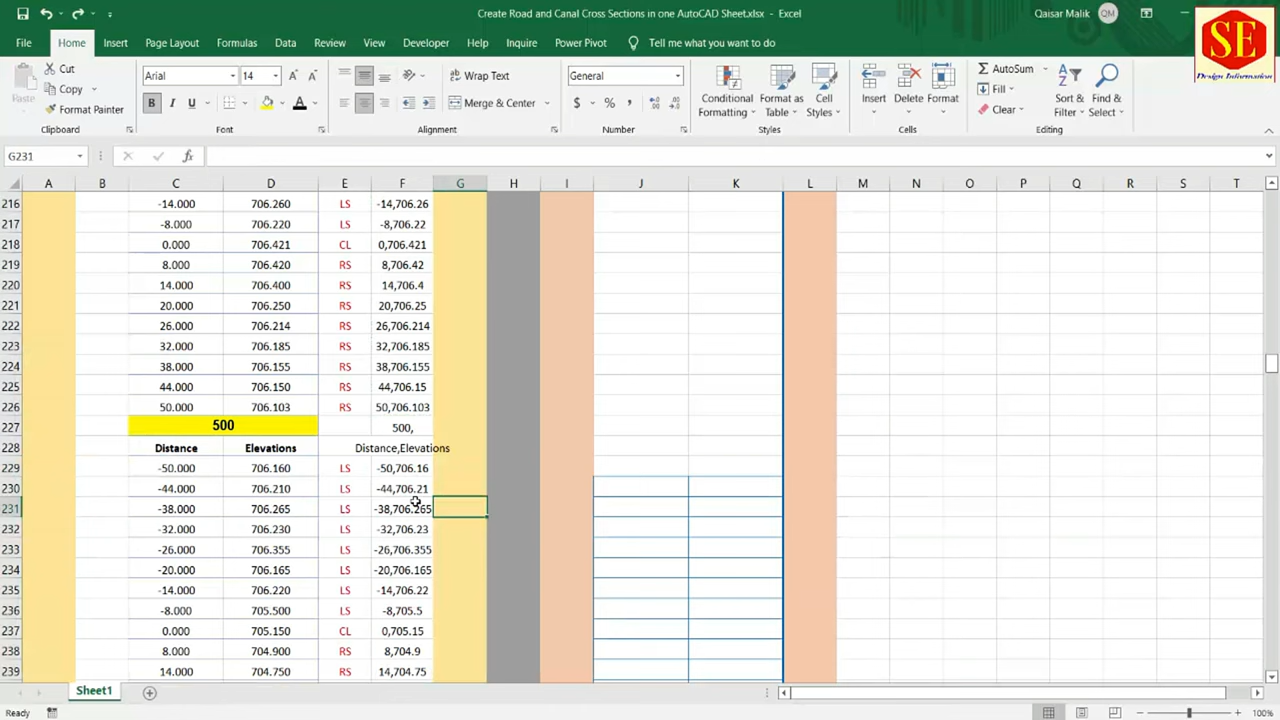 Create Road and Canal Cross Sections in one AutoCAD Sheet.xlsx - Excel
Qaisar Malik QM
SE
Design Information
File Home Insert Page Layout Formulas Data Review View Developer Help Inquire Power Pivot Tell me what you want to do
Paste
Cut
Copy
Format Painter
Clipboard
Arial 14
B I U
Font
Wrap Text
Merge & Center
Alignment
General
$ % ,
Number
Conditional Formatting
Format as Table
Cell Styles
Styles
Insert
Delete
Format
Cells
AutoSum
Fill
Clear
Sort & Filter
Find & Select
Editing
G231 fx
A B C D E F G H I J K L M N O P Q R S T
216 -14.000 706.260 LS -14,706.26
217 -8.000 706.220 LS -8,706.22
218 0.000 706.421 CL 0,706.421
219 8.000 706.420 RS 8,706.42
220 14.000 706.400 RS 14,706.4
221 20.000 706.250 RS 20,706.25
222 26.000 706.214 RS 26,706.214
223 32.000 706.185 RS 32,706.185
224 38.000 706.155 RS 38,706.155
225 44.000 706.150 RS 44,706.15
226 50.000 706.103 RS 50,706.103
227 500 500,
228 Distance Elevations Distance,Elevations
229 -50.000 706.160 LS -50,706.16
230 -44.000 706.210 LS -44,706.21
231 -38.000 706.265 LS -38,706.265
232 -32.000 706.230 LS -32,706.23
233 -26.000 706.355 LS -26,706.355
234 -20.000 706.165 LS -20,706.165
235 -14.000 706.220 LS -14,706.22
236 -8.000 705.500 LS -8,705.5
237 0.000 705.150 CL 0,705.15
238 8.000 704.900 RS 8,704.9
239 14.000 704.750 RS 14,704.75
Sheet1
Ready
100%